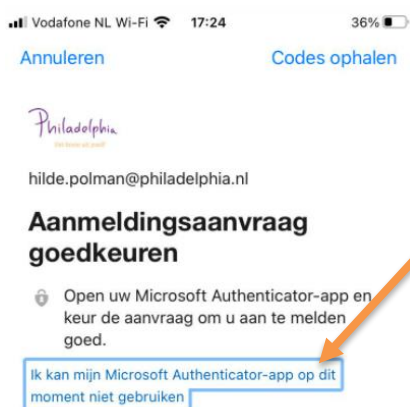 Vodafone NL Wi-Fi 17:24 36%
Annuleren Codes ophalen
Philadelphia
hilde.polman@philadelphia.nl
Aanmeldingsaanvraag
goedkeuren
Open uw Microsoft Authenticator-app en
keur de aanvraag om u aan te melden
goed.
Ik kan mijn Microsoft Authenticator-app op dit
moment niet gebruiken